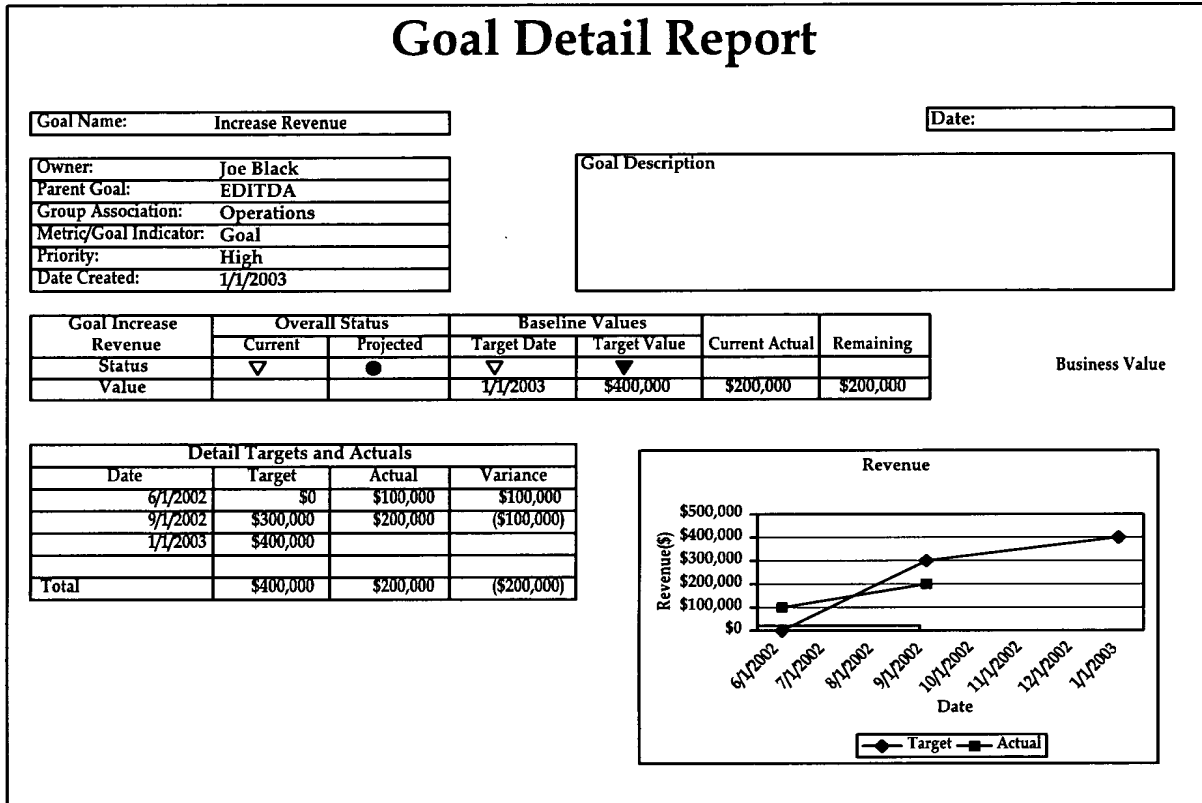 Goal Detail Report
Goal Name: Increase Revenue
Date:
Owner: Joe Black
Parent Goal: EDITDA
Group Association: Operations
Metric/Goal Indicator: Goal
Priority: High
Date Created: 1/1/2003
Goal Description
Goal Increase Revenue Overall Status Baseline Values Current Actual Remaining
Current Projected Target Date Target Value
Status
Business Value
Value 1/1/2003 $400,000 $200,000 $200,000
Detail Targets and Actuals
Date Target Actual Variance
6/1/2002 $0 $100,000 $100,000
9/1/2002 $300,000 $200,000 ($100,000)
1/1/2003 $400,000
Total $400,000 $200,000 ($200,000)
Revenue
Revenue($)
$500,000
$400,000
$300,000
$200,000
$100,000
$0
6/1/2002 7/1/2002 8/1/2002 9/1/2002 10/1/2002 11/1/2002 12/1/2002 1/1/2003
Date
Target Actual